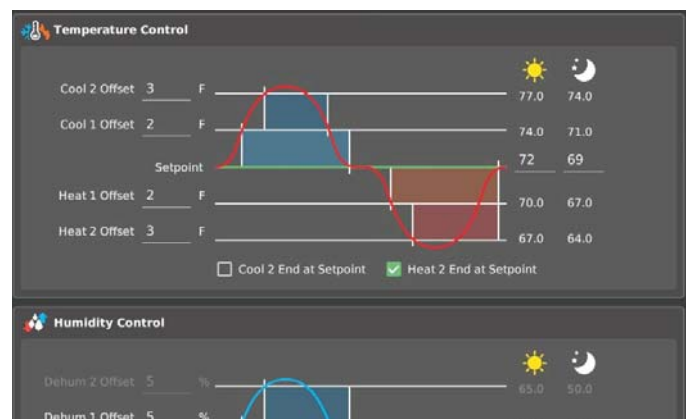 Temperature Control
Cool 2 Offset 3 F 77.0 74.0
Cool 1 Offset 2 F 74.0 71.0
Setpoint 72 69
Heat 1 Offset 2 F 70.0 67.0
Heat 2 Offset 3 F 67.0 64.0
Cool 2 End at Setpoint Heat 2 End at Setpoint
Humidity Control
Dehum 2 Offset 5 % 65.0 50.0
Dehum 1 Offset 5 %